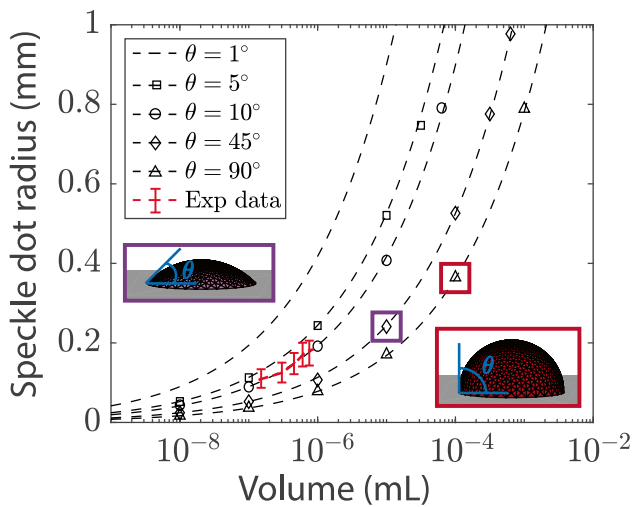 Speckle dot radius (mm)
1
0.8
0.6
0.4
0.2
0
θ = 1°
θ = 5°
θ = 10°
θ = 45°
θ = 90°
Exp data
θ
θ
10⁻⁸
10⁻⁶
10⁻⁴
10⁻²
Volume (mL)